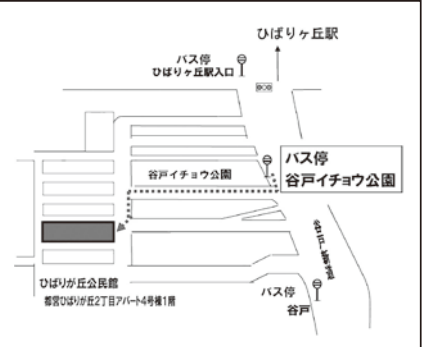 ひばりヶ丘駅
バス停
ひばりヶ丘駅入口
谷戸イチョウ公園
バス停
谷戸イチョウ公園
ひばりが丘公民館
都営ひばりが丘2丁目アパート4号棟1階
バス停
谷戸